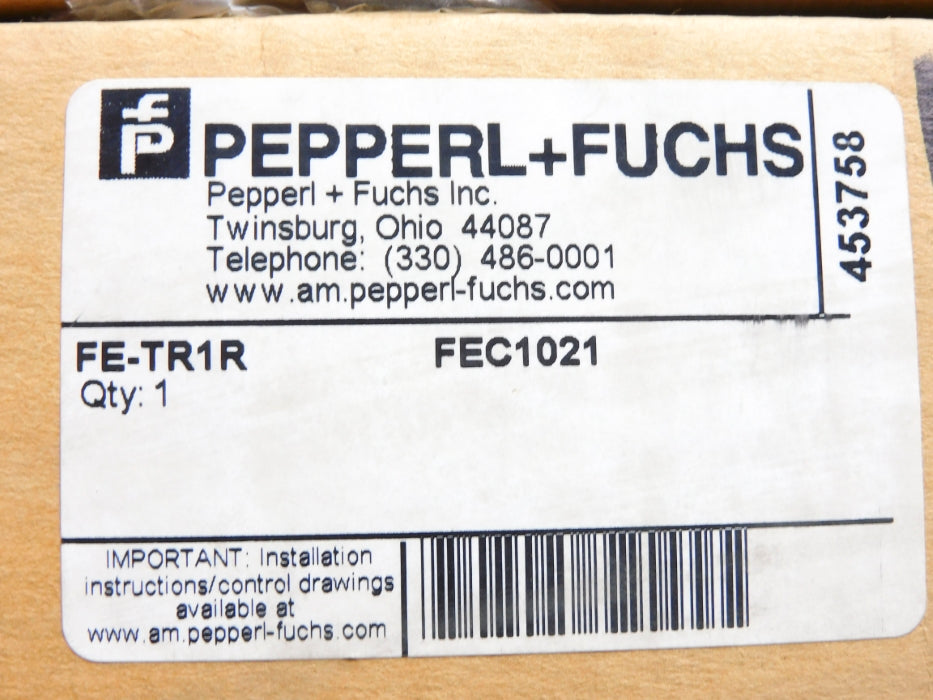 PEPPERL+FUCHS
Pepperl + Fuchs Inc.
Twinsburg, Ohio 44087
Telephone: (330) 486-0001
www.am.pepperl-fuchs.com
453758
FE-TR1R FEC1021
Qty: 1
IMPORTANT: Installation
instructions/control drawings
available at
www.am.pepperl-fuchs.com